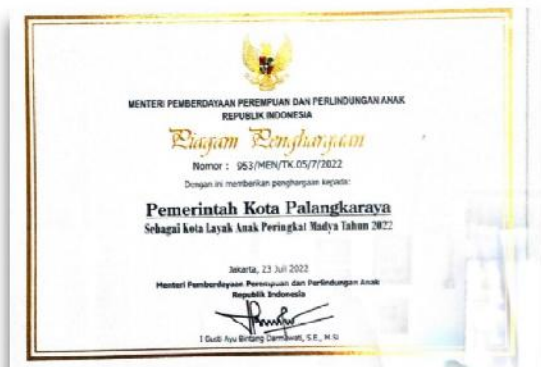 MENTERI PEMBERDAYAAN PEREMPUAN DAN PERLINDUNGAN ANAK
REPUBLIK INDONESIA
Piagam Penghargaan
Nomor : 953/MEN/TK.05/7/2022
Dengan ini memberikan penghargaan kepada:
Pemerintah Kota Palangkaraya
Sebagai Kota Layak Anak Peringkat Madya Tahun 2022
Jakarta, 23 Juli 2022
Menteri Pemberdayaan Perempuan dan Perlindungan Anak
Republik Indonesia
I Gusti Ayu Bintang Darmawati, S.E., M.Si